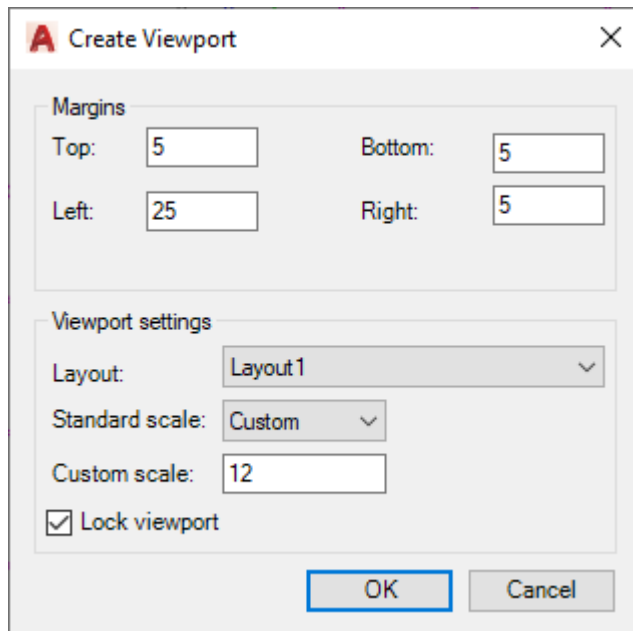 Create Viewport
Margins
Top: 5 Bottom: 5
Left: 25 Right: 5
Viewport settings
Layout: Layout1
Standard scale: Custom
Custom scale: 12
Lock viewport
OK Cancel